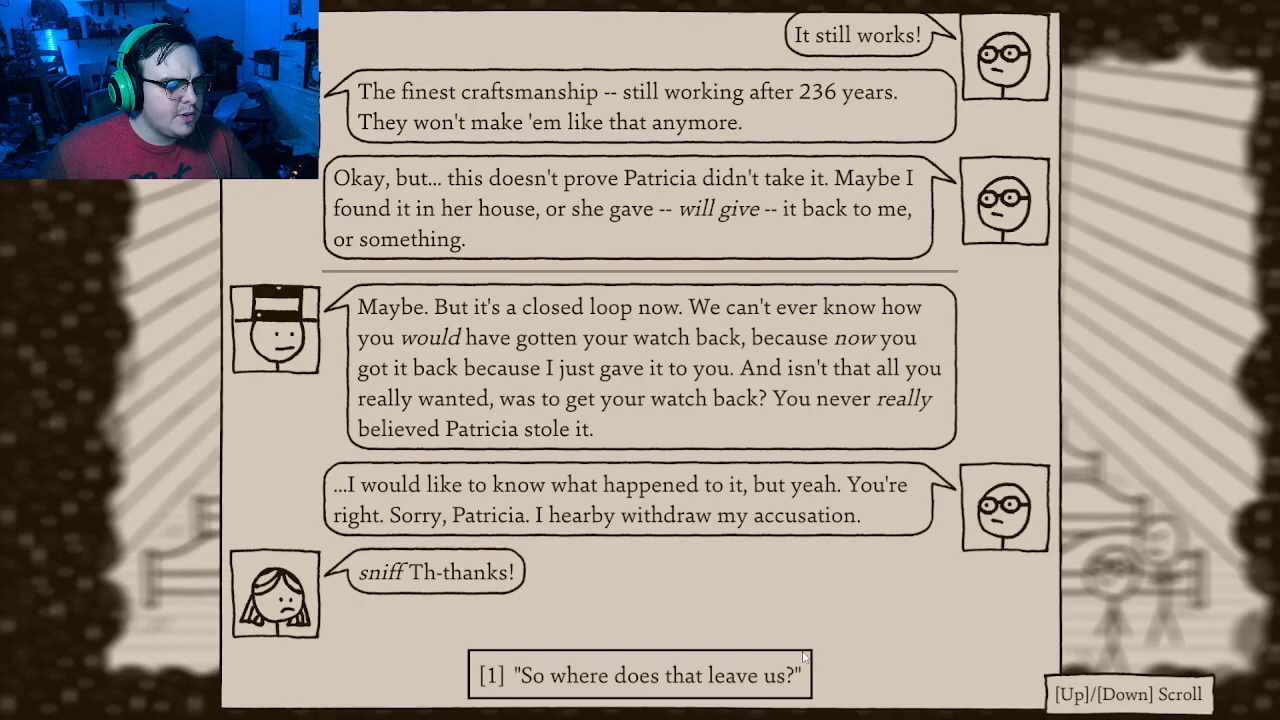 It still works!
The finest craftsmanship -- still working after 236 years.
They won't make 'em like that anymore.
Okay, but... this doesn't prove Patricia didn't take it. Maybe I
found it in her house, or she gave -- will give -- it back to me,
or something.
Maybe. But it's a closed loop now. We can't ever know how
you would have gotten your watch back, because now you
got it back because I just gave it to you. And isn't that all you
really wanted, was to get your watch back? You never really
believed Patricia stole it.
...I would like to know what happened to it, but yeah. You're
right. Sorry, Patricia. I hearby withdraw my accusation.
sniff Th-thanks!
[1] "So where does that leave us?"
[Up]/[Down] Scroll